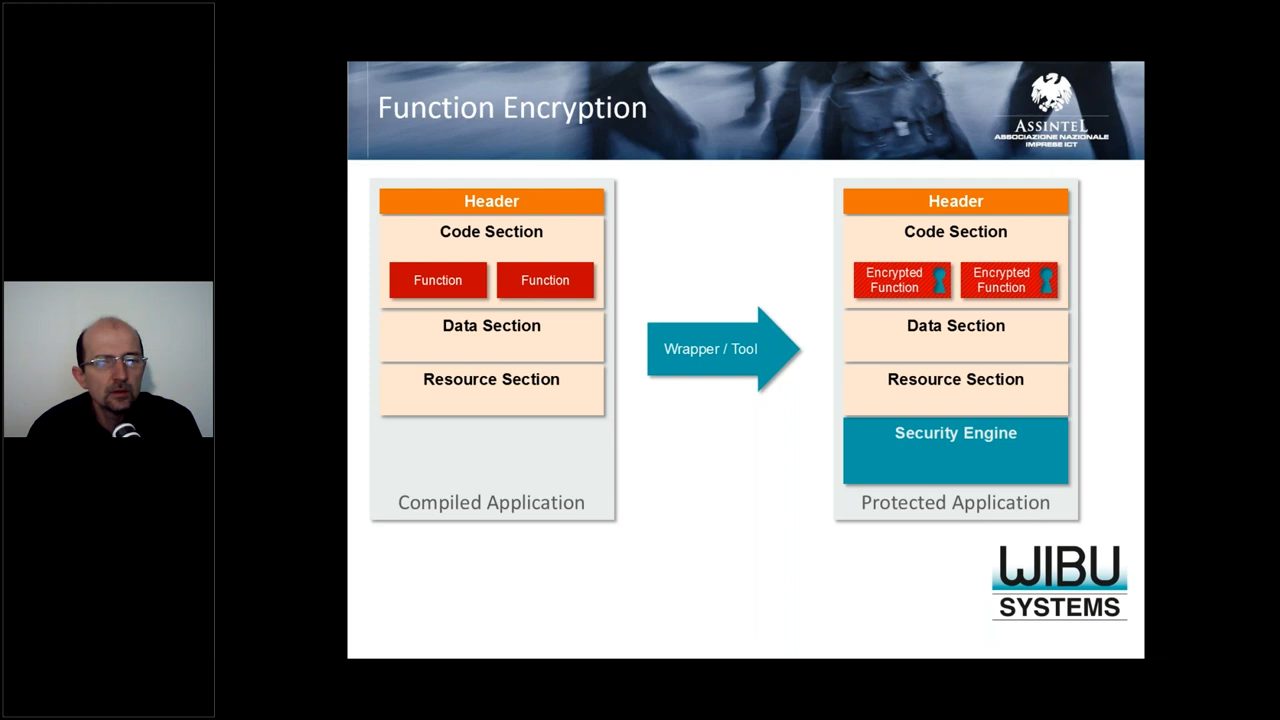 Function Encryption
ASSINTEL
ASSOCIAZIONE NAZIONALE
IMPRESE ICT
Header
Code Section
Function Function
Data Section
Resource Section
Compiled Application
Wrapper / Tool
Header
Code Section
Encrypted Function Encrypted Function
Data Section
Resource Section
Security Engine
Protected Application
WIBU
SYSTEMS